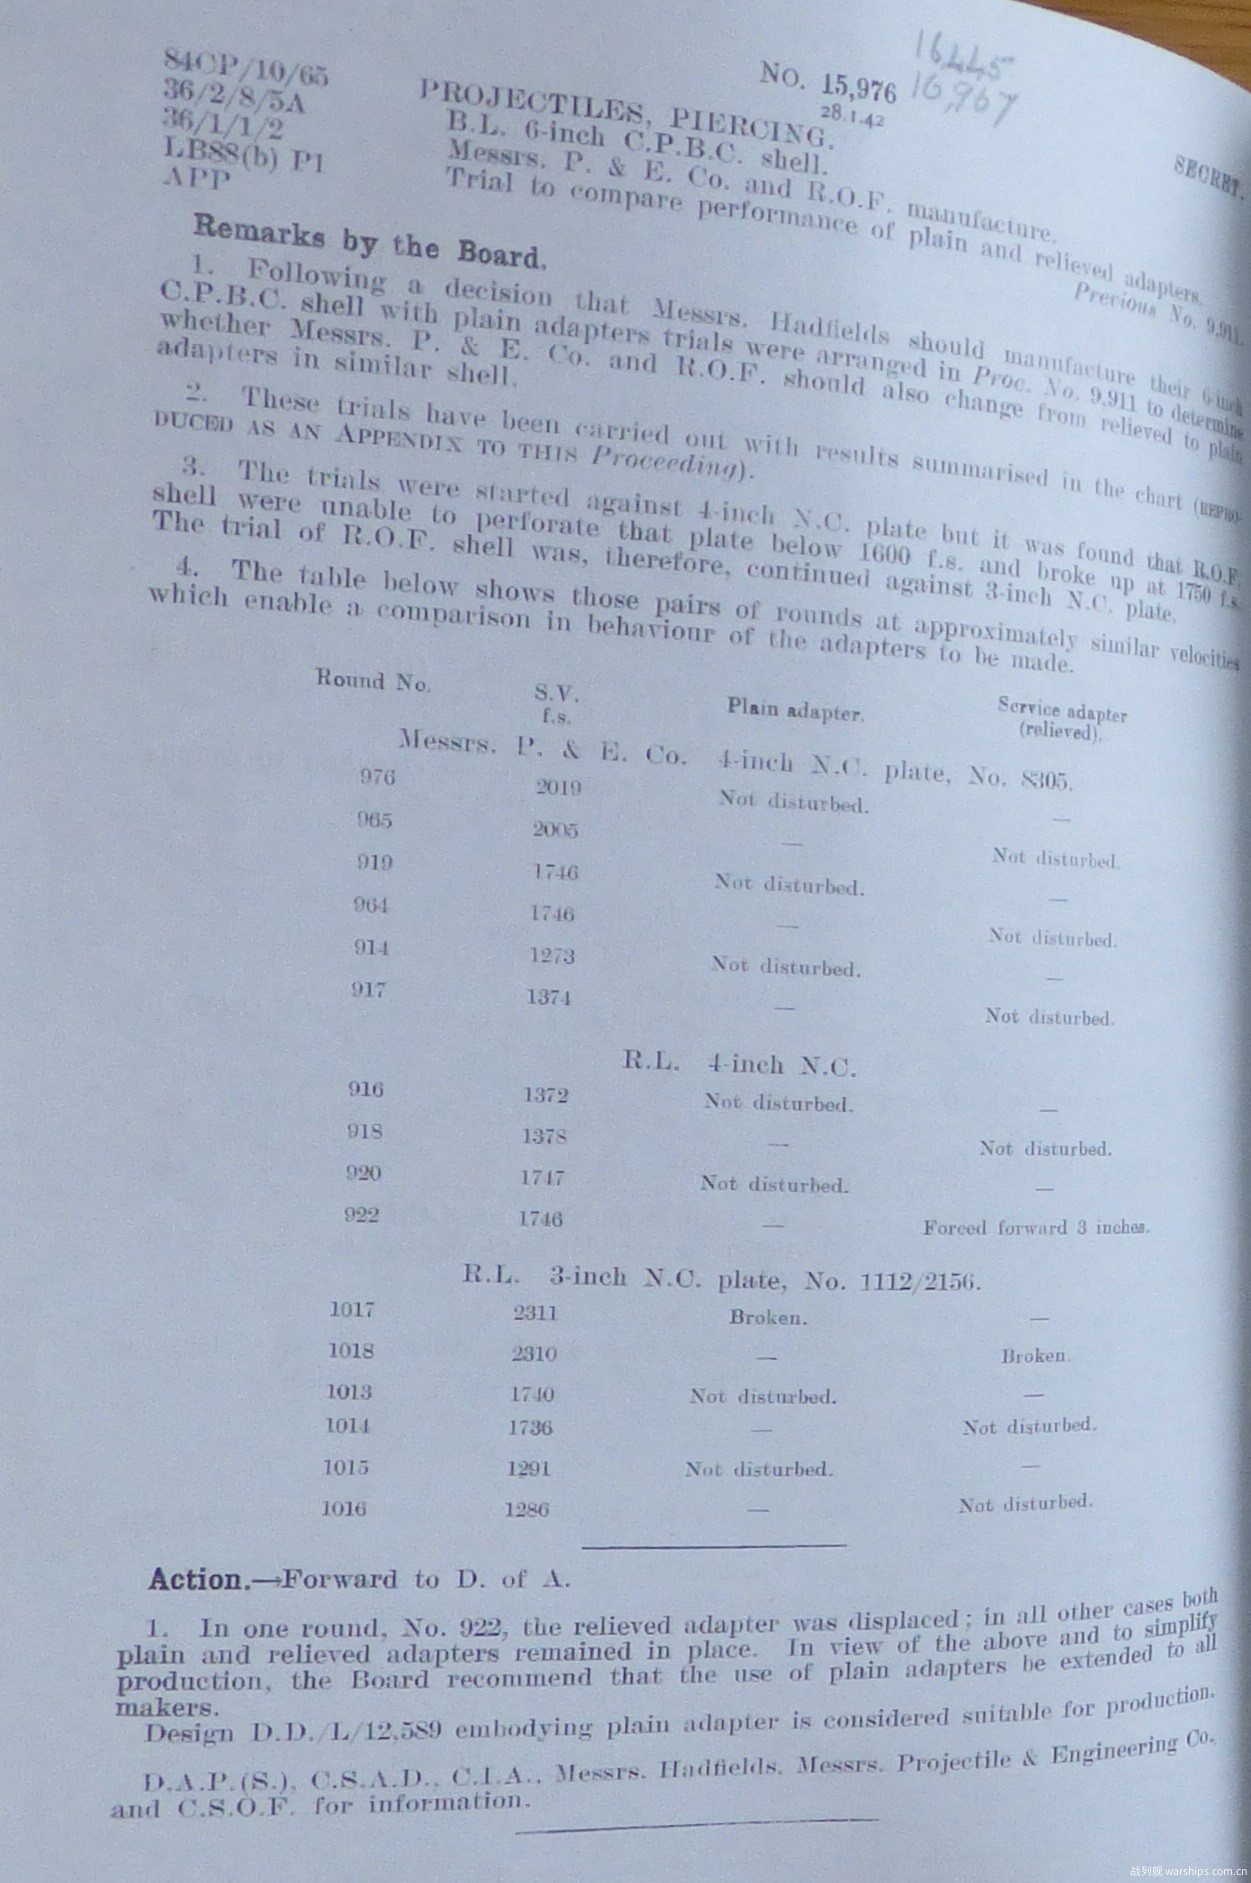 84CP/10/65
36/2/8/5A
36/1/1/2
LB88(b) P1
APP
NO. 15,976
28.1.42
16,445
16,967
SECRET.
PROJECTILES, PIERCING.
B.L. 6-inch C.P.B.C. shell.
Messrs. P. & E. Co. and R.O.F. manufacture.
Trial to compare performance of plain and relieved adapters.
Previous No. 9,911.
Remarks by the Board.
1. Following a decision that Messrs. Hadfields should manufacture their 6-inch
C.P.B.C. shell with plain adapters trials were arranged in Proc. No. 9,911 to determine
whether Messrs. P. & E. Co. and R.O.F. should also change from relieved to plain
adapters in similar shell.
2. These trials have been carried out with results summarised in the chart (REPRO-
DUCED AS AN APPENDIX TO THIS Proceeding).
3. The trials were started against 4-inch N.C. plate but it was found that R.O.F.
shell were unable to perforate that plate below 1600 f.s. and broke up at 1750 f.s.
The trial of R.O.F. shell was, therefore, continued against 3-inch N.C. plate.
4. The table below shows those pairs of rounds at approximately similar velocities
which enable a comparison in behaviour of the adapters to be made.
Round No. S.V. f.s. Plain adapter. Service adapter (relieved).
Messrs. P. & E. Co. 4-inch N.C. plate, No. 8305.
976 2019 Not disturbed. —
965 2005 — Not disturbed.
919 1746 Not disturbed. —
964 1746 — Not disturbed.
914 1273 Not disturbed. —
917 1374 — Not disturbed.
R.L. 4-inch N.C.
916 1372 Not disturbed. —
918 1378 — Not disturbed.
920 1747 Not disturbed. —
922 1746 — Forced forward 3 inches.
R.L. 3-inch N.C. plate, No. 1112/2156.
1017 2311 Broken. —
1018 2310 — Broken.
1013 1740 Not disturbed. —
1014 1736 — Not disturbed.
1015 1291 Not disturbed. —
1016 1286 — Not disturbed.
Action.—Forward to D. of A.
1. In one round, No. 922, the relieved adapter was displaced; in all other cases both
plain and relieved adapters remained in place. In view of the above and to simplify
production, the Board recommend that the use of plain adapters be extended to all
makers.
Design D.D./L/12,589 embodying plain adapter is considered suitable for production.
D.A.P.(S.), C.S.A.D., C.I.A., Messrs. Hadfields, Messrs. Projectile & Engineering Co.,
and C.S.O.F. for information.
战列舰 warships.com.cn